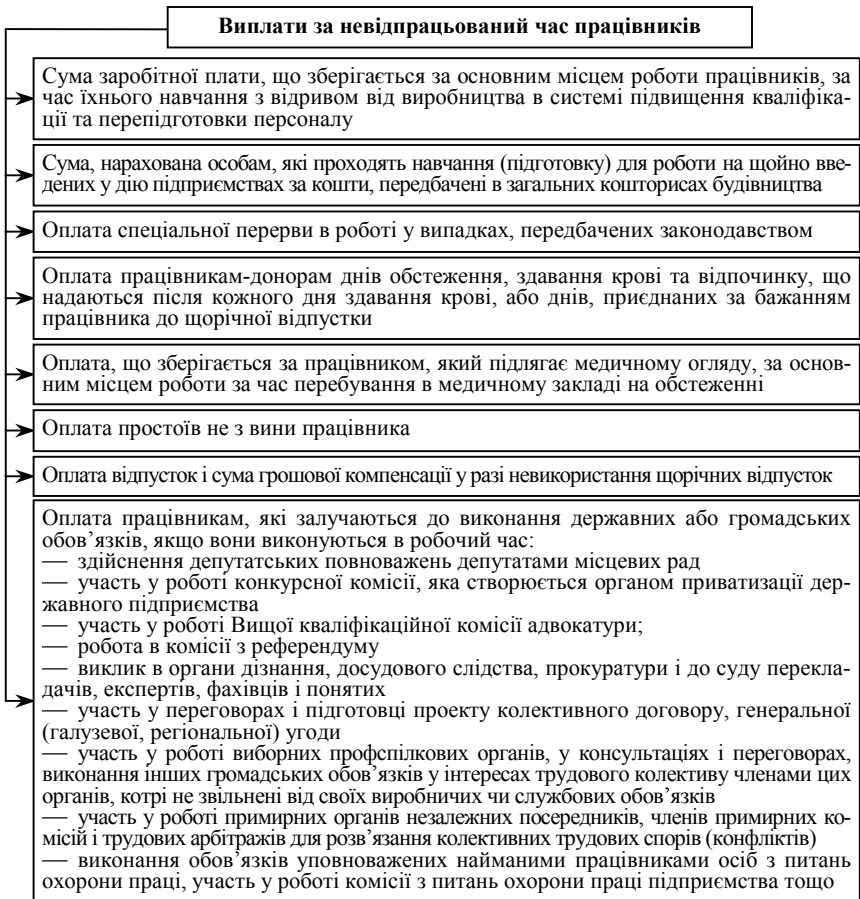 Виплати за невідпрацьований час працівників
Сума заробітної плати, що зберігається за основним місцем роботи працівників, за
час їхнього навчання з відривом від виробництва в системі підвищення кваліфіка-
ції та перепідготовки персоналу
Сума, нарахована особам, які проходять навчання (підготовку) для роботи на щойно вве-
дених у дію підприємствах за кошти, передбачені в загальних кошторисах будівництва
Оплата спеціальної перерви в роботі у випадках, передбачених законодавством
Оплата працівникам-донорам днів обстеження, здавання крові та відпочинку, що
надаються після кожного дня здавання крові, або днів, приєднаних за бажанням
працівника до щорічної відпустки
Оплата, що зберігається за працівником, який підлягає медичному огляду, за основ-
ним місцем роботи за час перебування в медичному закладі на обстеженні
Оплата простоїв не з вини працівника
Оплата відпусток і сума грошової компенсації у разі невикористання щорічних відпусток
Оплата працівникам, які залучаються до виконання державних або громадських
обов’язків, якщо вони виконуються в робочий час:
— здійснення депутатських повноважень депутатами місцевих рад
— участь у роботі конкурсної комісії, яка створюється органом приватизації дер-
жавного підприємства
— участь у роботі Вищої кваліфікаційної комісії адвокатури;
— робота в комісії з референдуму
— виклик в органи дізнання, досудового слідства, прокуратури і до суду перекла-
дачів, експертів, фахівців і понятих
— участь у переговорах і підготовці проекту колективного договору, генеральної
(галузевої, регіональної) угоди
— участь у роботі виборних профспілкових органів, у консультаціях і переговорах,
виконання інших громадських обов’язків у інтересах трудового колективу членами цих
органів, котрі не звільнені від своїх виробничих чи службових обов’язків
— участь у роботі примирних органів незалежних посередників, членів примирних ко-
місій і трудових арбітражів для розв’язання колективних трудових спорів (конфліктів)
— виконання обов’язків уповноважених найманими працівниками осіб з питань
охорони праці, участь у роботі комісії з питань охорони праці підприємства тощо